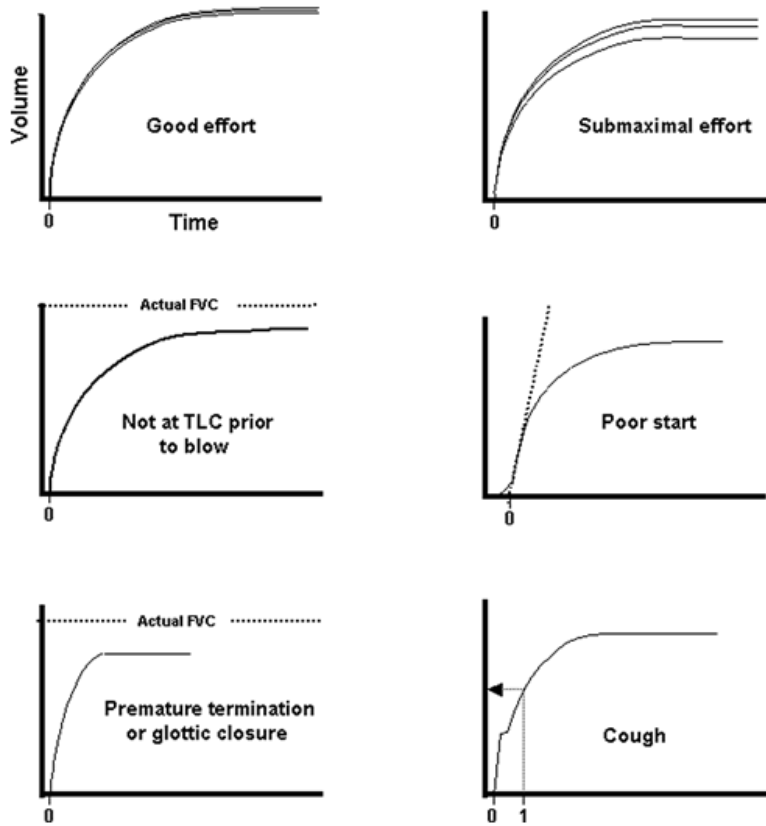 Volume
Good effort
0
Time
Submaximal effort
0
Actual FVC
Not at TLC prior
to blow
0
Poor start
0
Actual FVC
Premature termination
or glottic closure
0
Cough
0 1